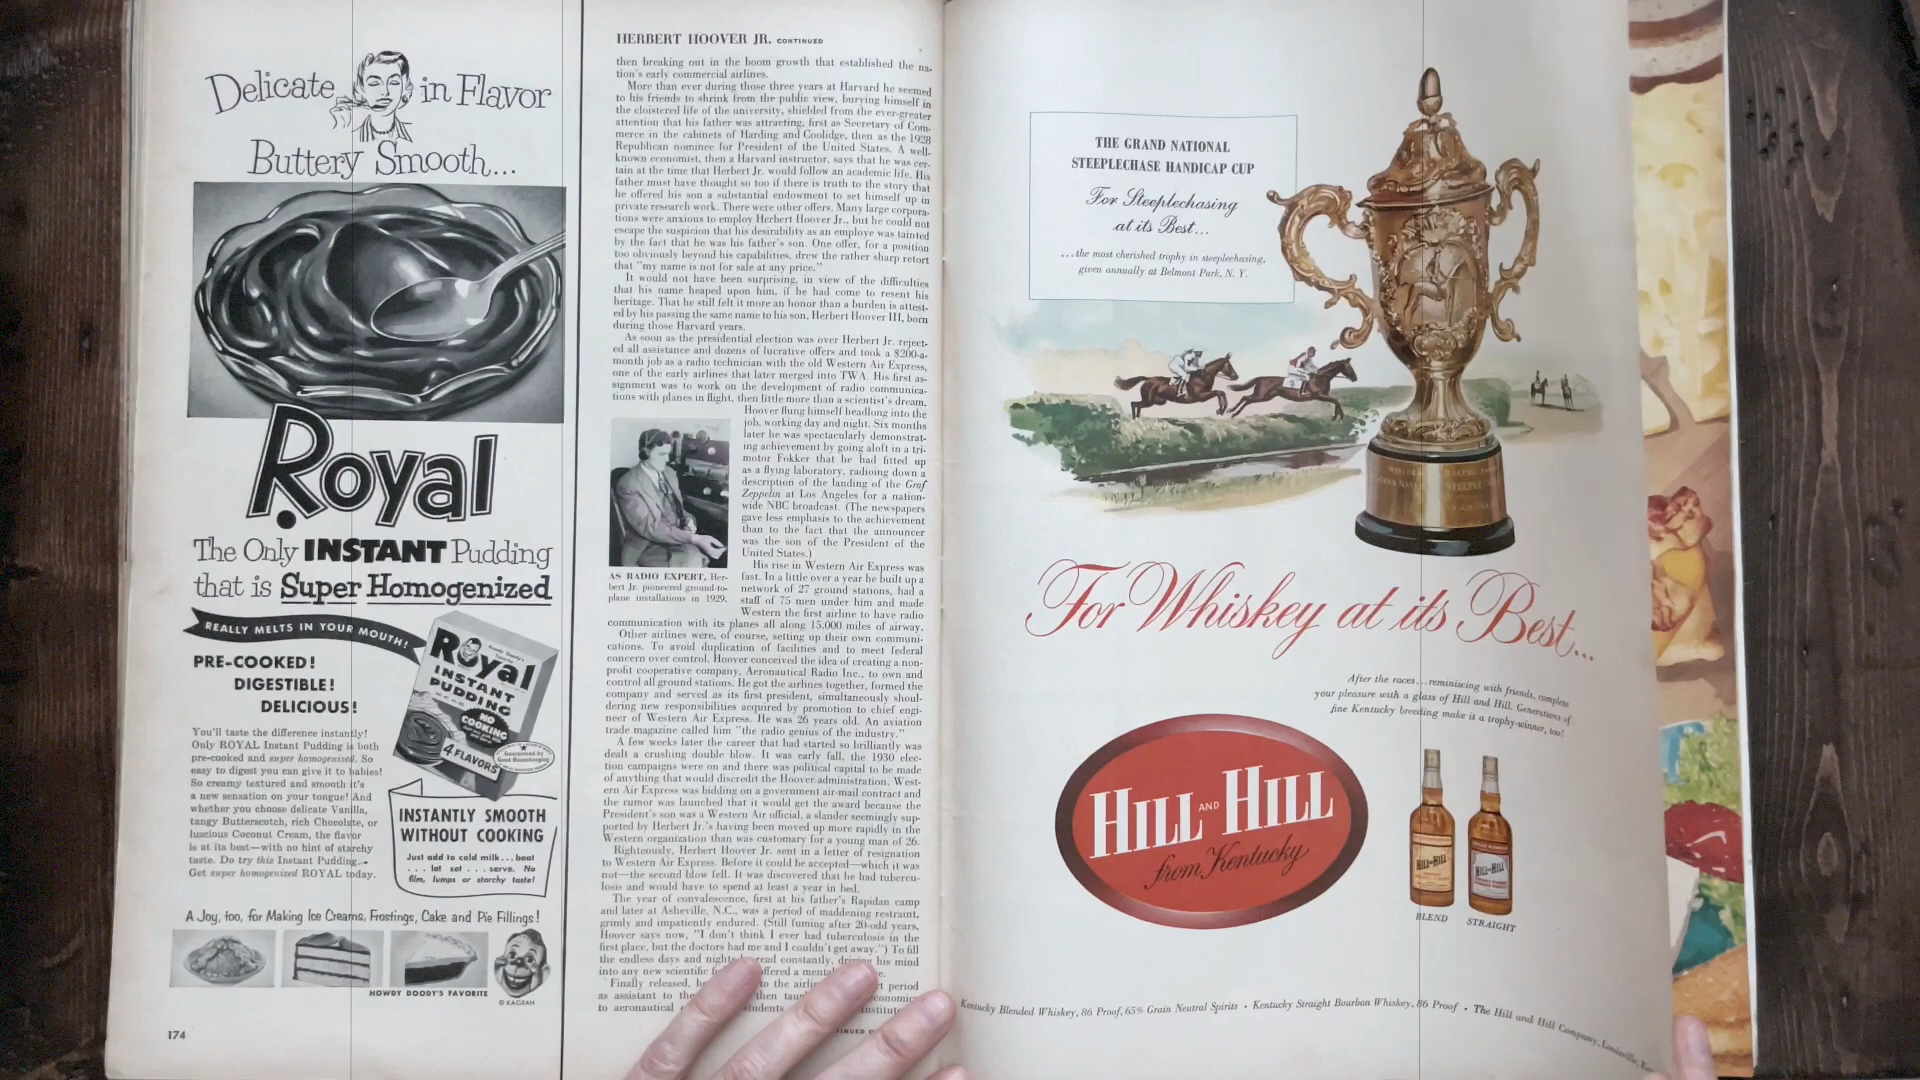 Delicate in Flavor
Buttery Smooth...
Royal
The Only INSTANT Pudding
that is Super Homogenized
REALLY MELTS IN YOUR MOUTH!
PRE-COOKED!
DIGESTIBLE!
DELICIOUS!
You'll taste the difference instantly!
Only ROYAL Instant Pudding is both
pre-cooked and super homogenized. So
easy to digest you can give it to babies!
So creamy textured and smooth it's
a new sensation on your tongue! And
whether you choose delicate Vanilla,
tangy Butterscotch, rich Chocolate, or
luscious Coconut Cream, the flavor
is at its best—with no hint of starchy
taste. Do try this Instant Pudding.
Get super homogenized ROYAL today.
Royal
INSTANT
PUDDING
NO
COOKING
4 FLAVORS
Guaranteed by
Good Housekeeping
INSTANTLY SMOOTH
WITHOUT COOKING
Just add to cold milk...beat
... let set ... serve. No
film, lumps or starchy taste!
A Joy, too, for Making Ice Creams, Frostings, Cake and Pie Fillings!
HOWDY DOODY'S FAVORITE
© KAGRAN
174
HERBERT HOOVER JR. CONTINUED
then breaking out in the boom growth that established the na-
tion's early commercial airlines.
More than ever during those three years at Harvard he seemed
to his friends to shrink from the public view, burying himself in
the cloistered life of the university, shielded from the ever-greater
attention that his father was attracting, first as Secretary of Com-
merce in the cabinets of Harding and Coolidge, then as the 1928
Republican nominee for President of the United States. A well-
known economist, then a Harvard instructor, says that he was cer-
tain at the time that Herbert Jr. would follow an academic life. His
father must have thought so too if there is truth to the story that
he offered his son a substantial endowment to set himself up in
private research work. There were other offers. Many large corpora-
tions were anxious to employ Herbert Hoover Jr., but he could not
escape the suspicion that his desirability as an employe was tainted
by the fact that he was his father's son. One offer, for a position
too obviously beyond his capabilities, drew the rather sharp retort
that "my name is not for sale at any price."
It would not have been surprising, in view of the difficulties
that his name heaped upon him, if he had come to resent his
heritage. That he still felt it more an honor than a burden is attest-
ed by his passing the same name to his son, Herbert Hoover III, born
during those Harvard years.
As soon as the presidential election was over Herbert Jr. reject-
ed all assistance and dozens of lucrative offers and took a $200-a-
month job as a radio technician with the old Western Air Express,
one of the early airlines that later merged into TWA. His first as-
signment was to work on the development of radio communica-
tions with planes in flight, then little more than a scientist's dream.
Hoover flung himself headlong into the
job, working day and night. Six months
later he was spectacularly demonstrat-
ing achievement by going aloft in a tri-
motor Fokker that he had fitted up
as a flying laboratory, radioing down a
description of the landing of the Graf
Zeppelin at Los Angeles for a nation-
wide NBC broadcast. (The newspapers
gave less emphasis to the achievement
than to the fact that the announcer
was the son of the President of the
United States.)
His rise in Western Air Express was
fast. In a little over a year he built up a
network of 27 ground stations, had a
staff of 75 men under him and made
Western the first airline to have radio
AS RADIO EXPERT, Her-
bert Jr. pioneered ground-to-
plane installations in 1929.
communication with its planes all along 15,000 miles of airway.
Other airlines were, of course, setting up their own communi-
cations. To avoid duplication of facilities and to meet federal
concern over control, Hoover conceived the idea of creating a non-
profit cooperative company, Aeronautical Radio Inc., to own and
control all ground stations. He got the airlines together, formed the
company and served as its first president, simultaneously shoul-
dering new responsibilities acquired by promotion to chief engi-
neer of Western Air Express. He was 26 years old. An aviation
trade magazine called him "the radio genius of the industry."
A few weeks later the career that had started so brilliantly was
dealt a crushing double blow. It was early fall, the 1930 elec-
tion campaigns were on and there was political capital to be made
of anything that would discredit the Hoover administration. West-
ern Air Express was bidding on a government air-mail contract and
the rumor was launched that it would get the award because the
President's son was a Western Air official, a slander seemingly sup-
ported by Herbert Jr.'s having been moved up more rapidly in the
Western organization than was customary for a young man of 26.
Righteously, Herbert Hoover Jr. sent in a letter of resignation
to Western Air Express. Before it could be accepted—which it was
not—the second blow fell. It was discovered that he had tubercu-
losis and would have to spend at least a year in bed.
The year of convalescence, first at his father's Rapidan camp
and later at Asheville, N.C., was a period of maddening restraint,
grimly and impatiently endured. (Still fuming after 20-odd years,
Hoover says now, "I don't think I ever had tuberculosis in the
first place, but the doctors had me and I couldn't get away.") To fill
the endless days and nights read constantly, driving his mind
into any new scientific offered a mental
Finally released, to the period
as assistant to the then economic
to aeronautical students
THE GRAND NATIONAL
STEEPLECHASE HANDICAP CUP
For Steeplechasing
at its Best...
...the most cherished trophy in steeplechasing,
given annually at Belmont Park, N. Y.
For Whiskey at its Best...
After the races...reminiscing with friends, complete
your pleasure with a glass of Hill and Hill. Generations of
fine Kentucky breeding make it a trophy-winner, too!
HILL AND HILL
from Kentucky
HILL and HILL
HILL and HILL
BLEND STRAIGHT
Kentucky Blended Whiskey, 86 Proof, 65% Grain Neutral Spirits • Kentucky Straight Bourbon Whiskey, 86 Proof • The Hill and Hill Company, Louisville,